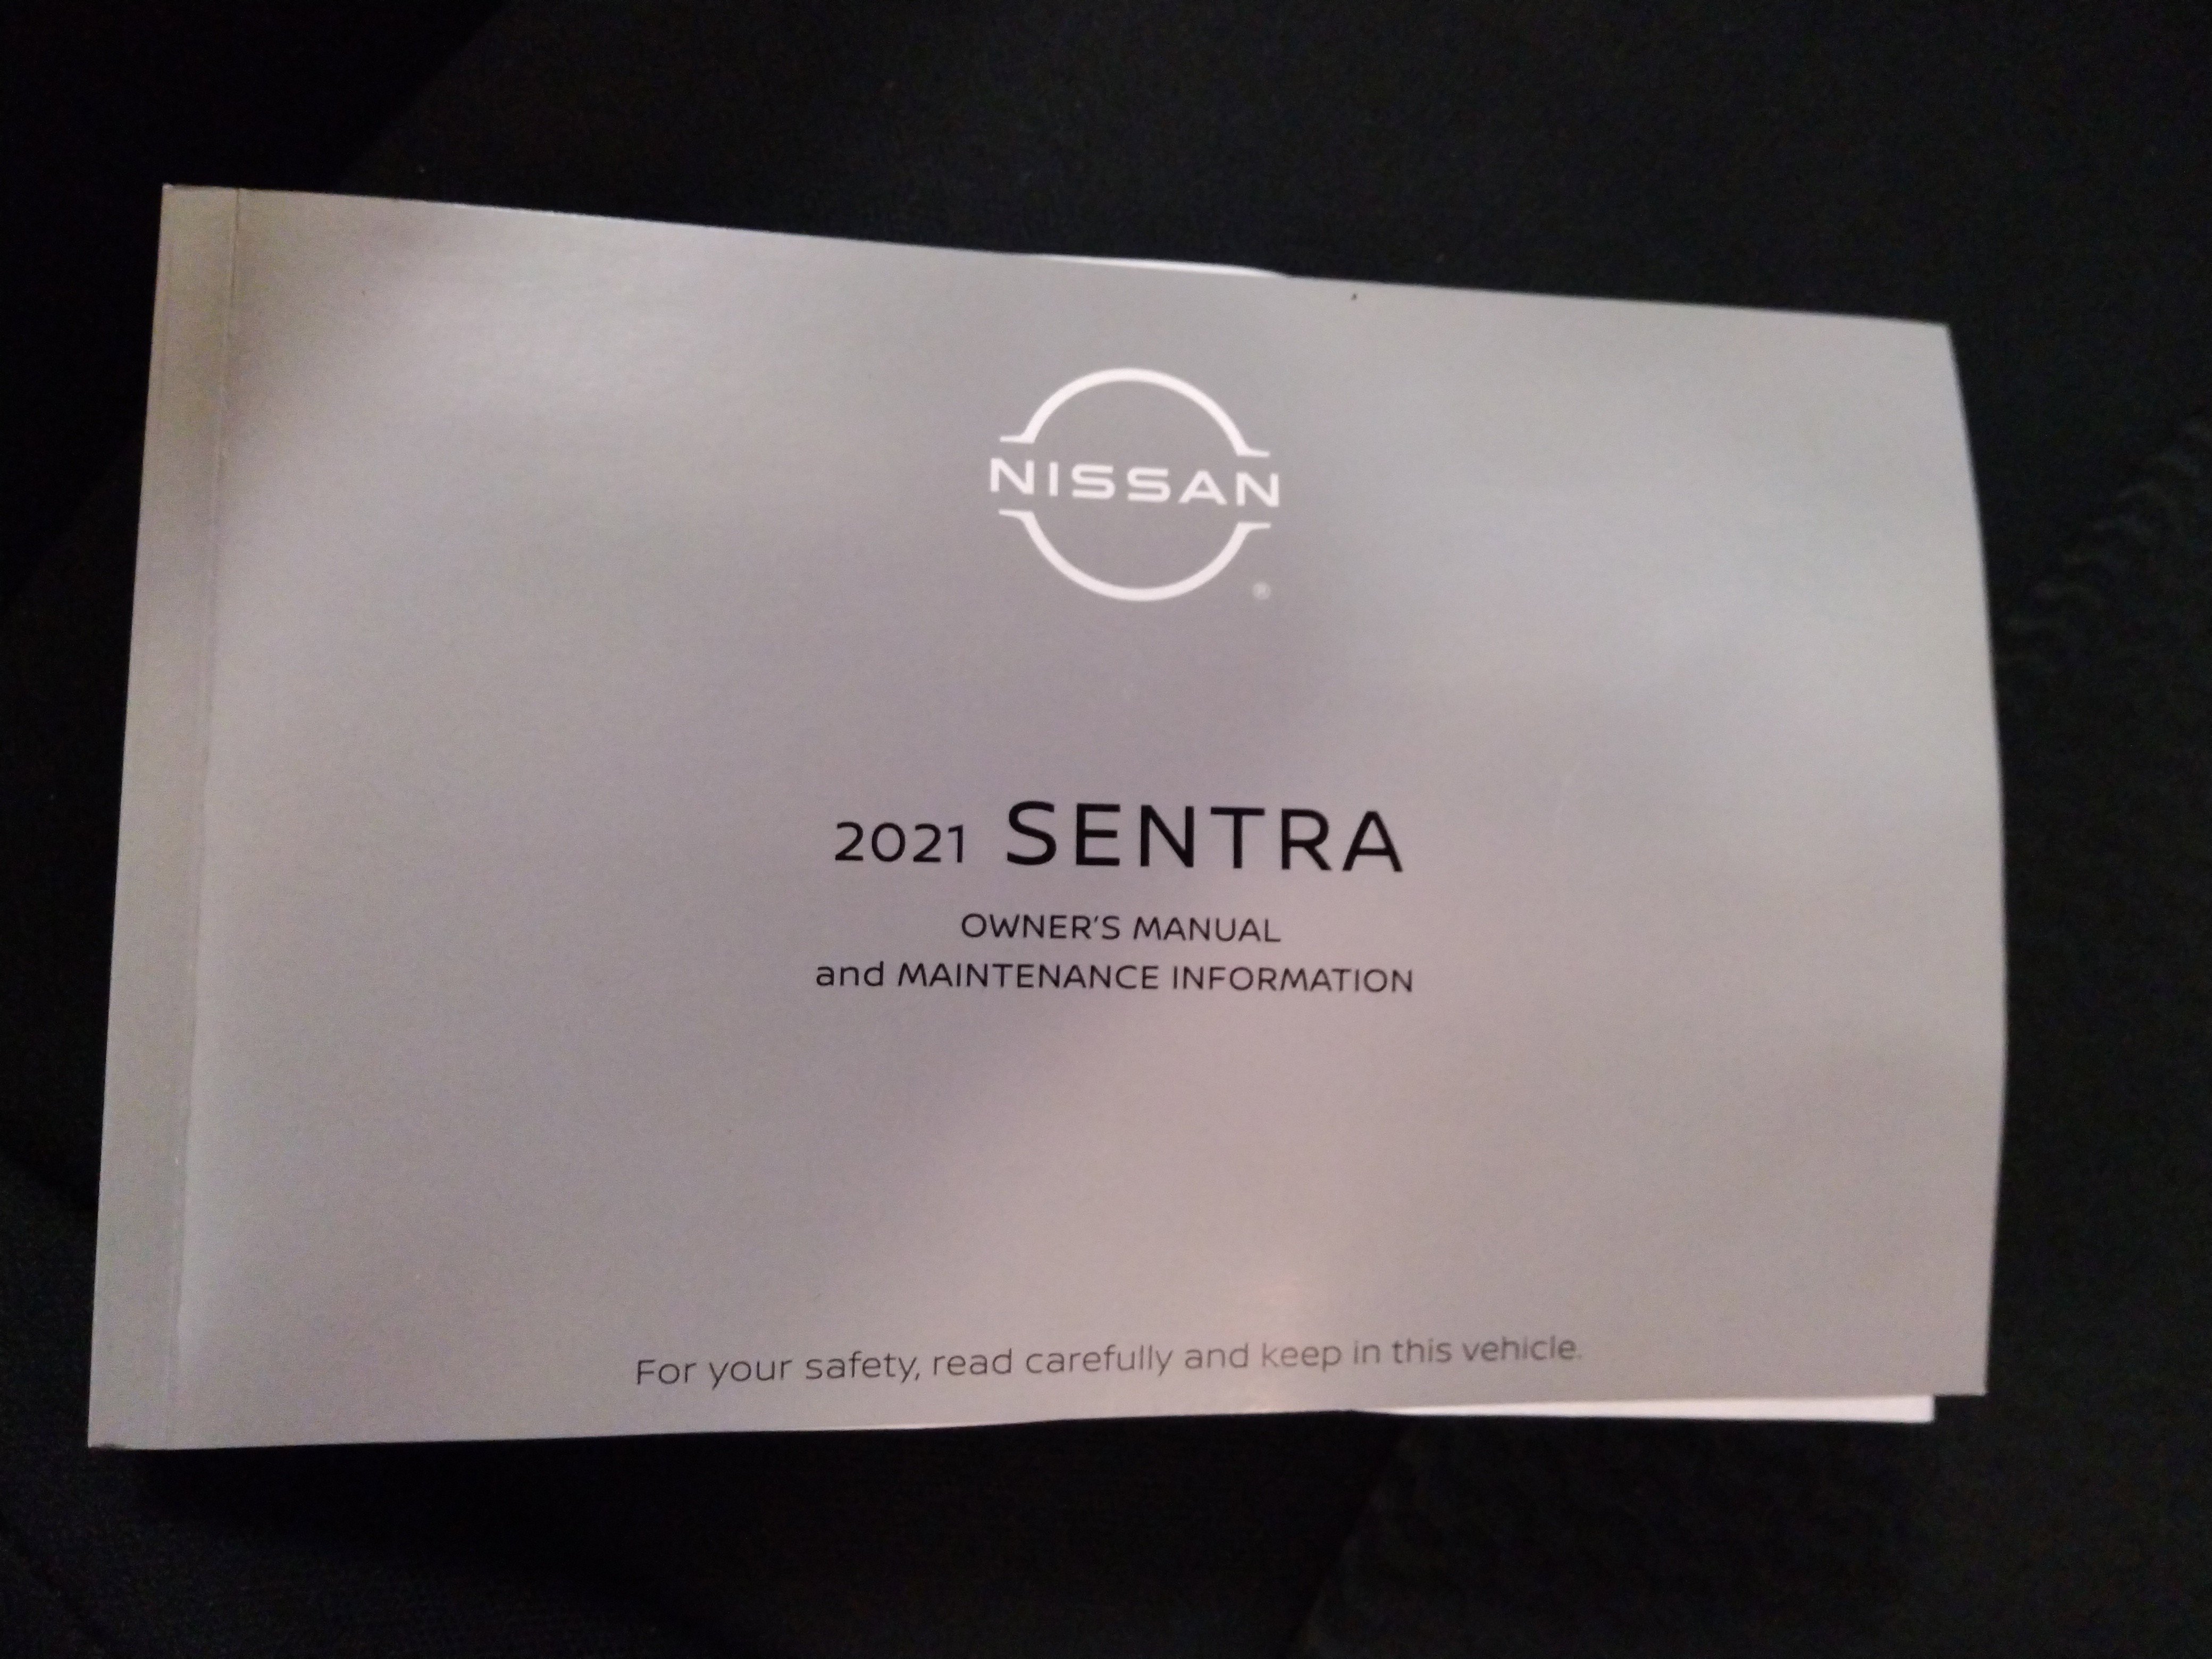 NISSAN
®
2021 SENTRA
OWNER'S MANUAL
and MAINTENANCE INFORMATION
For your safety, read carefully and keep in this vehicle.